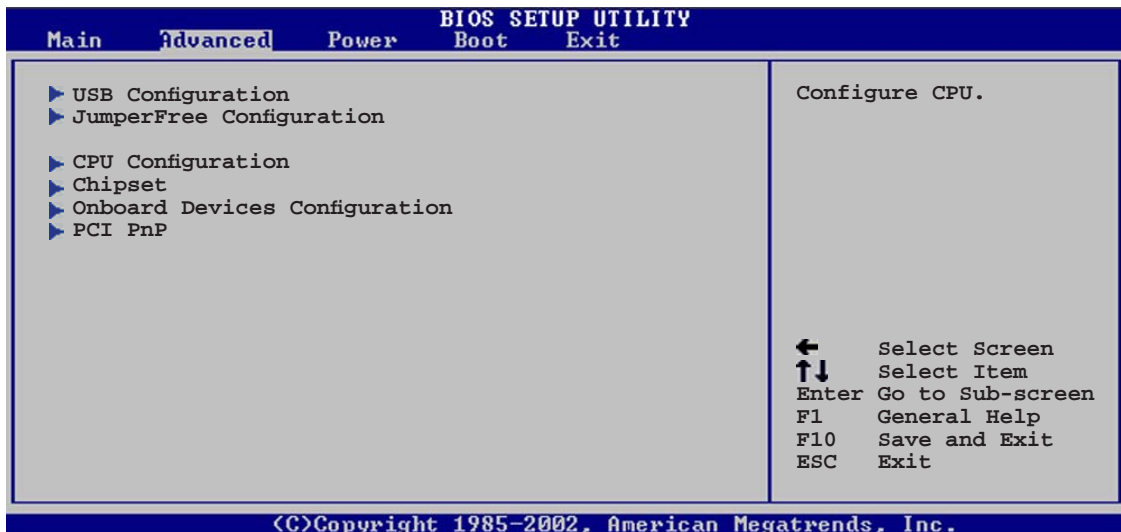 BIOS SETUP UTILITY
Main Advanced Power Boot Exit
USB Configuration
JumperFree Configuration
CPU Configuration
Chipset
Onboard Devices Configuration
PCI PnP
Configure CPU.
← Select Screen
↑↓ Select Item
Enter Go to Sub-screen
F1 General Help
F10 Save and Exit
ESC Exit
(C)Copyright 1985-2002, American Megatrends, Inc.